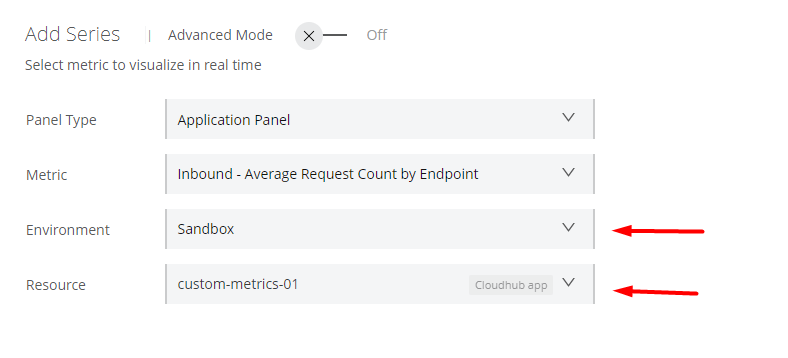 Add Series | Advanced Mode Off
Select metric to visualize in real time
Panel Type Application Panel
Metric Inbound - Average Request Count by Endpoint
Environment Sandbox
Resource custom-metrics-01 Cloudhub app